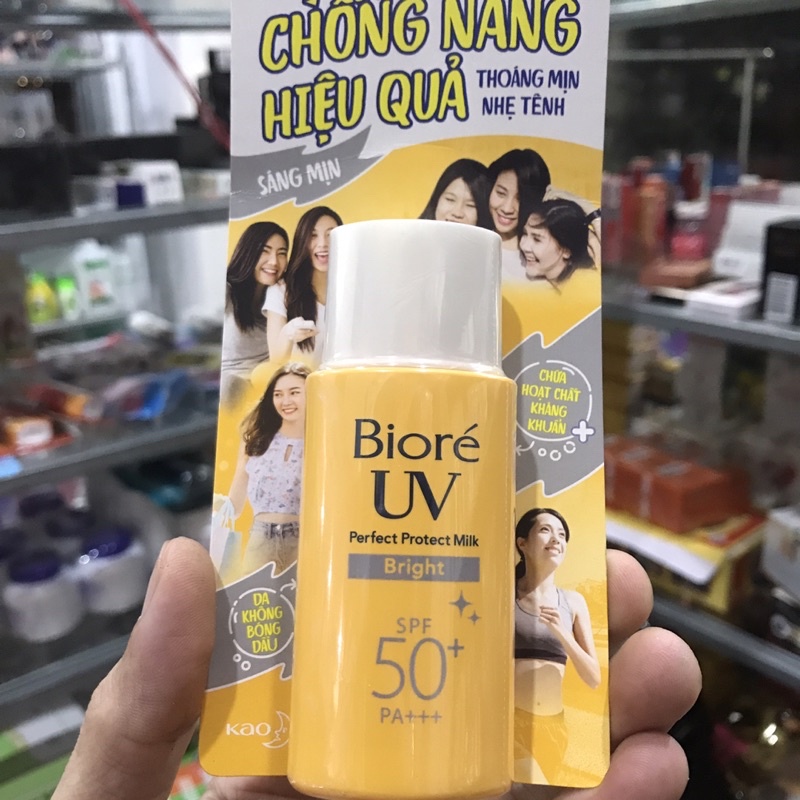 CHỐNG NẮNG
HIỆU QUẢ
THOÁNG MỊN
NHẸ TÊNH
SÁNG MỊN
CHỨA
HOẠT CHẤT
KHÁNG
KHUẨN
Bioré
UV
Perfect Protect Milk
Bright
SPF
50+
PA+++
DA
KHÔNG
BÓNG
DẦU
Kao